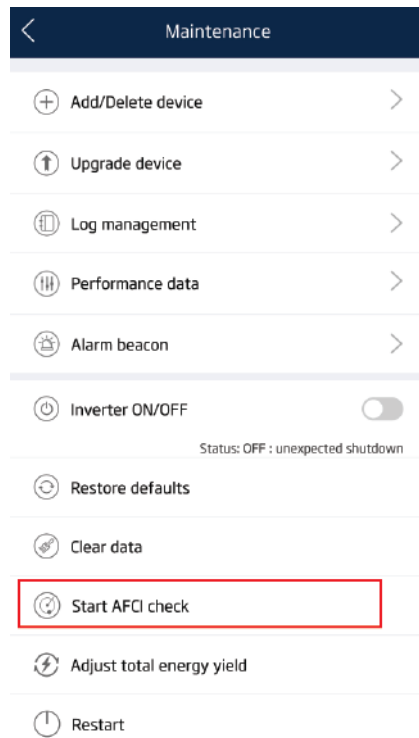 Maintenance
Add/Delete device
Upgrade device
Log management
Performance data
Alarm beacon
Inverter ON/OFF
Status: OFF : unexpected shutdown
Restore defaults
Clear data
Start AFCI check
Adjust total energy yield
Restart